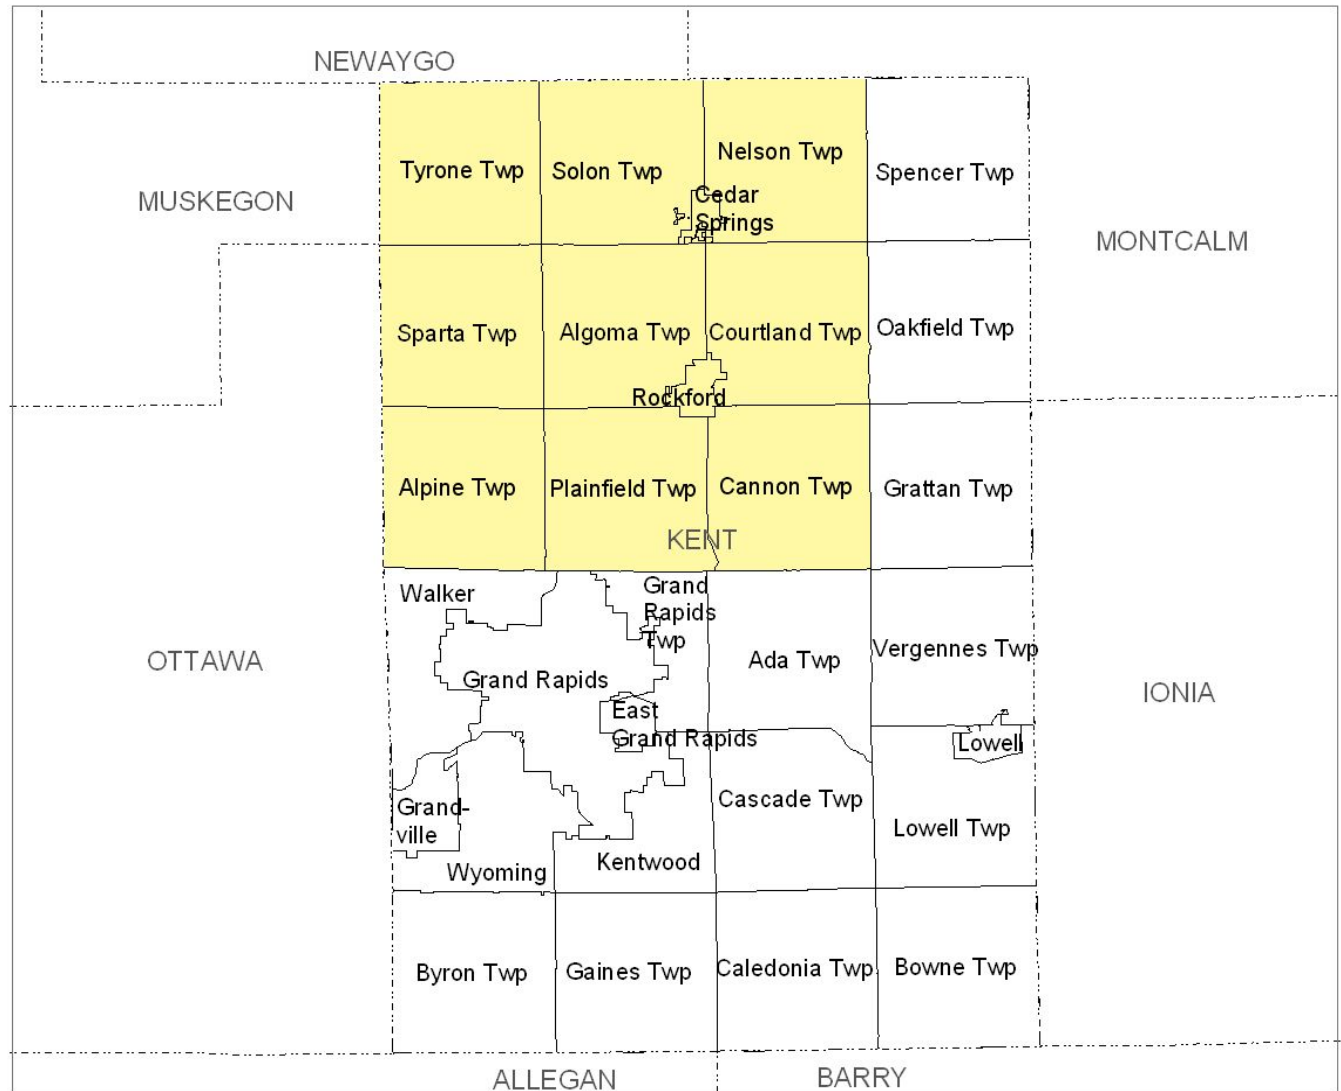 NEWAYGO
MUSKEGON
MONTCALM
Tyrone Twp
Solon Twp
Nelson Twp
Spencer Twp
Cedar
Springs
Sparta Twp
Algoma Twp
Courtland Twp
Oakfield Twp
Rockford
Alpine Twp
Plainfield Twp
Cannon Twp
Grattan Twp
KENT
Walker
Grand
Rapids
Twp
OTTAWA
Ada Twp
Vergennes Twp
IONIA
Grand Rapids
East
Grand Rapids
Lowell
Grand-
ville
Cascade Twp
Lowell Twp
Wyoming
Kentwood
Byron Twp
Gaines Twp
Caledonia Twp
Bowne Twp
ALLEGAN
BARRY